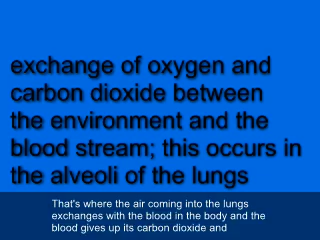 exchange of oxygen and
carbon dioxide between
the environment and the
blood stream; this occurs in
the alveoli of the lungs
That's where the air coming into the lungs
exchanges with the blood in the body and the
blood gives up its carbon dioxide and